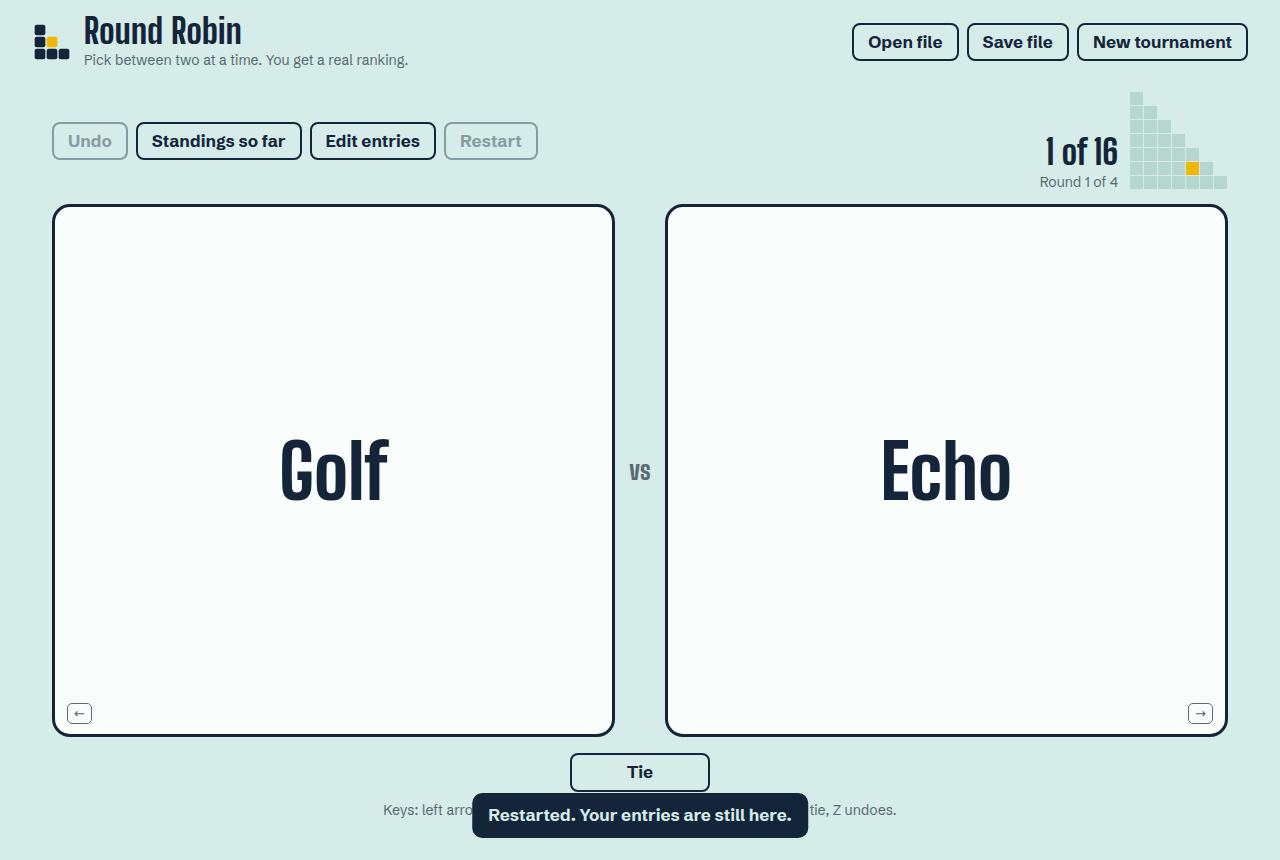 Round Robin
Pick between two at a time. You get a real ranking.
Open file
Save file
New tournament
Undo
Standings so far
Edit entries
Restart
1 of 16
Round 1 of 4
Golf
vs
Echo
←
→
Tie
Keys: left arro
tie, Z undoes.
Restarted. Your entries are still here.